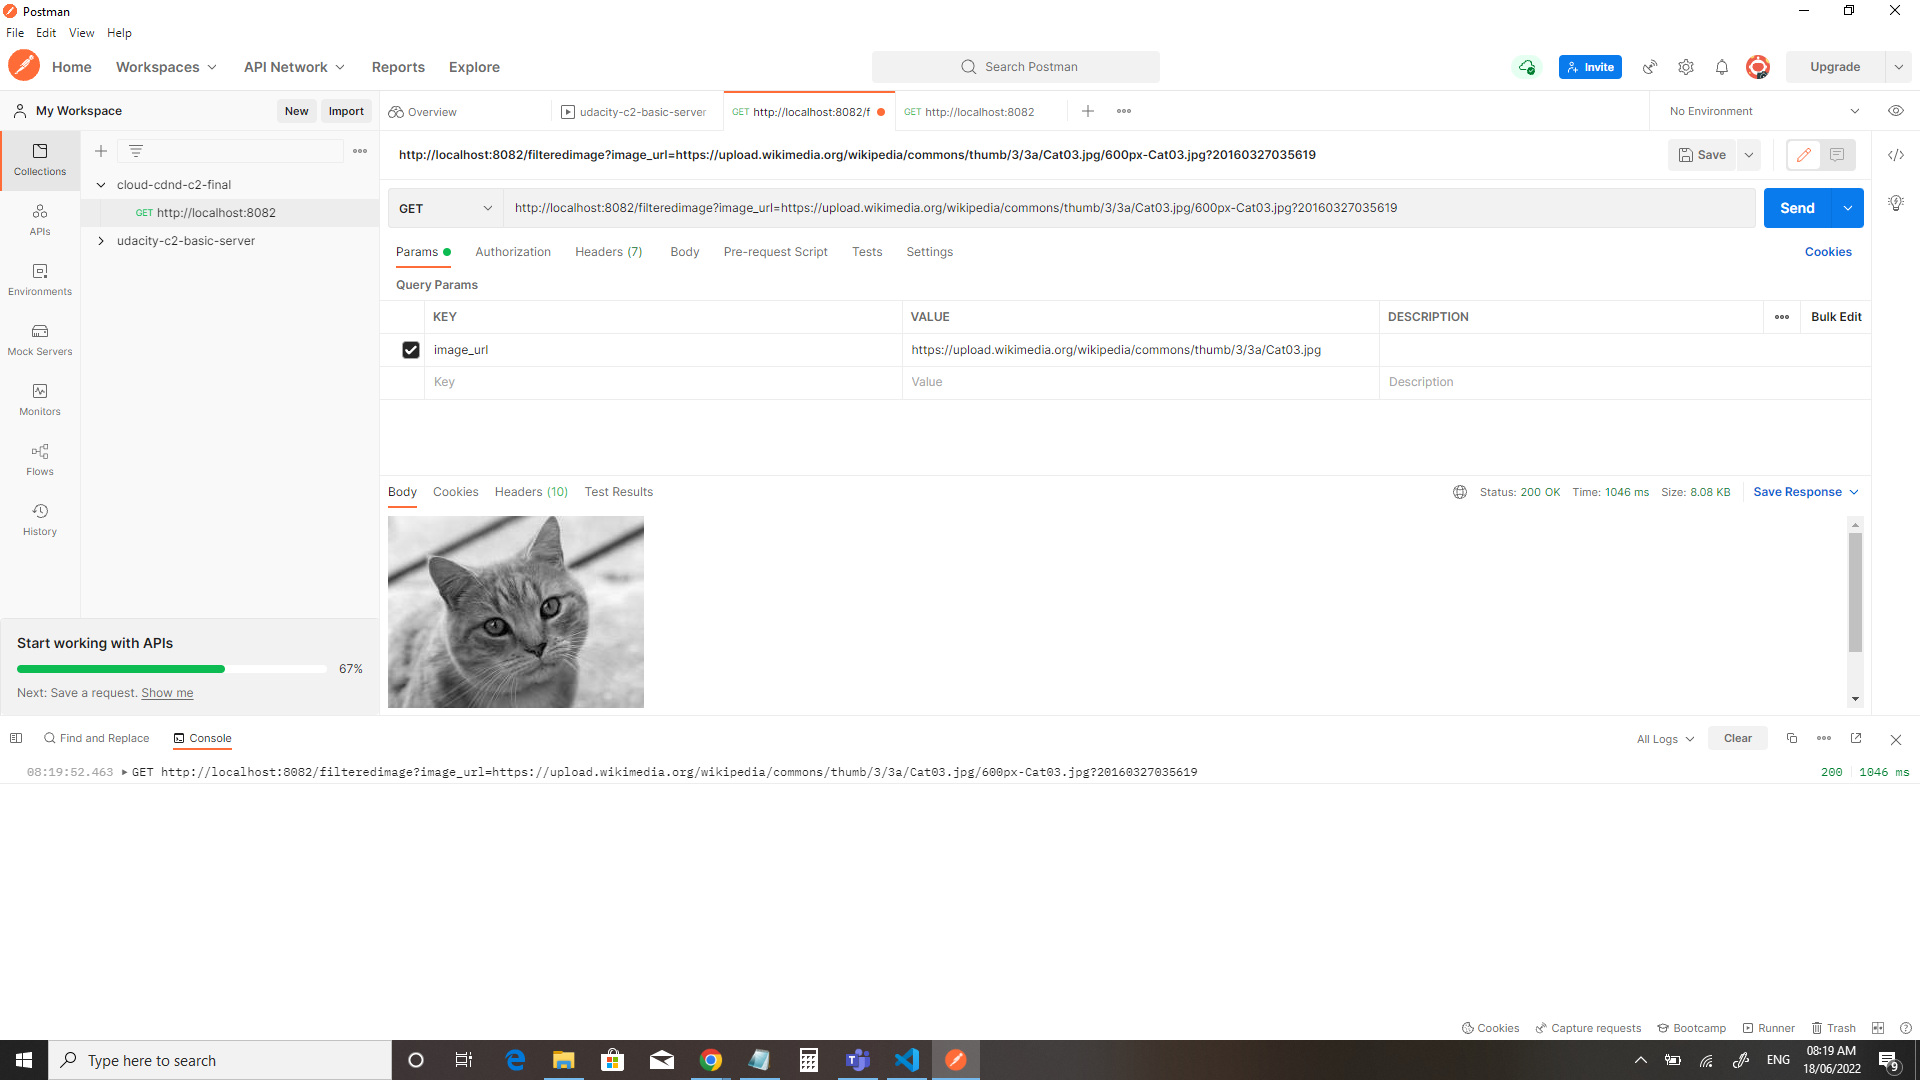 Postman
File Edit View Help
Home Workspaces API Network Reports Explore
Search Postman
Invite
Upgrade
My Workspace
New Import
Overview
udacity-c2-basic-server
GET http://localhost:8082/f
GET http://localhost:8082
No Environment
Collections
APIs
Environments
Mock Servers
Monitors
Flows
History
cloud-cdnd-c2-final
GET http://localhost:8082
udacity-c2-basic-server
Start working with APIs
67%
Next: Save a request. Show me
http://localhost:8082/filteredimage?image_url=https://upload.wikimedia.org/wikipedia/commons/thumb/3/3a/Cat03.jpg/600px-Cat03.jpg?20160327035619
Save
GET
http://localhost:8082/filteredimage?image_url=https://upload.wikimedia.org/wikipedia/commons/thumb/3/3a/Cat03.jpg/600px-Cat03.jpg?20160327035619
Send
Params Authorization Headers (7) Body Pre-request Script Tests Settings
Cookies
Query Params
KEY VALUE DESCRIPTION
Bulk Edit
image_url https://upload.wikimedia.org/wikipedia/commons/thumb/3/3a/Cat03.jpg
Key Value Description
Body Cookies Headers (10) Test Results
Status: 200 OK Time: 1046 ms Size: 8.08 KB
Save Response
Find and Replace Console
All Logs Clear
08:19:52.463 GET http://localhost:8082/filteredimage?image_url=https://upload.wikimedia.org/wikipedia/commons/thumb/3/3a/Cat03.jpg/600px-Cat03.jpg?20160327035619
200 1046 ms
Cookies Capture requests Bootcamp Runner Trash
Type here to search
ENG
08:19 AM
18/06/2022
9